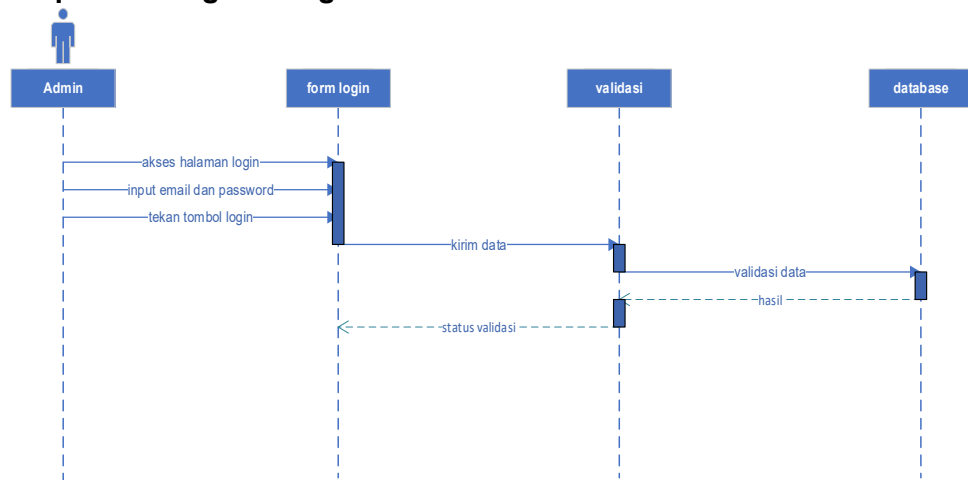 Admin
form login
validasi
database
akses halaman login
input email dan password
tekan tombol login
kirim data
validasi data
hasil
status validasi